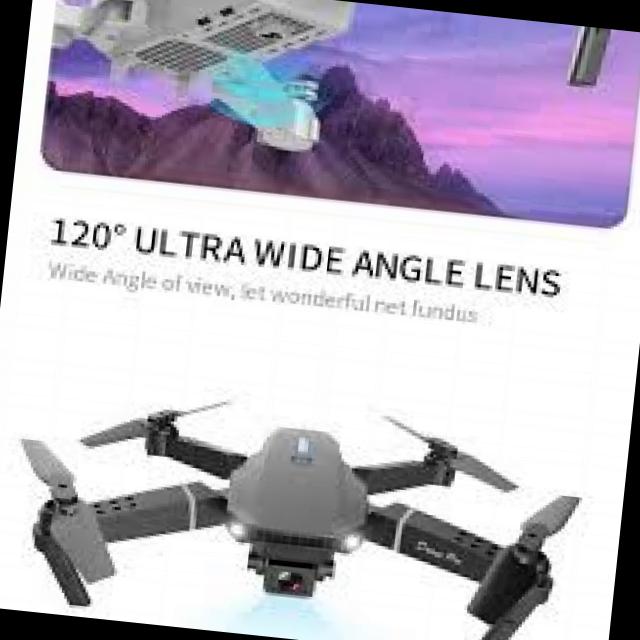 120° ULTRA WIDE ANGLE LENS
Wide Angle of view, let wonderful net fundus